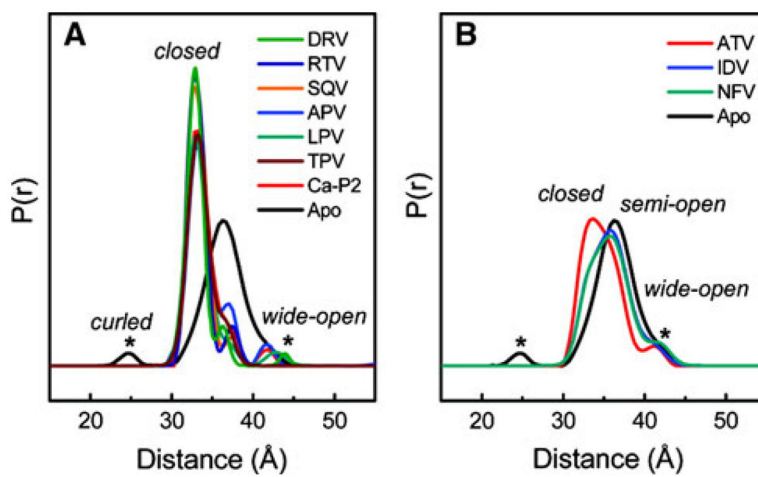 A
closed
DRV
RTV
SQV
APV
LPV
TPV
Ca-P2
Apo
curled
*
wide-open
*
P(r)
20 30 40 50
Distance (Å)
B
ATV
IDV
NFV
Apo
closed
semi-open
wide-open
*
*
P(r)
20 30 40 50
Distance (Å)